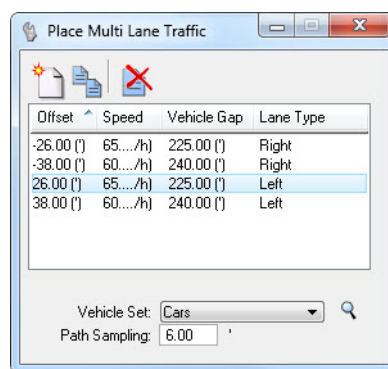 Place Multi Lane Traffic
Offset Speed Vehicle Gap Lane Type
-26.00 (') 65..../h) 225.00 (') Right
-38.00 (') 60..../h) 240.00 (') Right
26.00 (') 65..../h) 225.00 (') Left
38.00 (') 60..../h) 240.00 (') Left
Vehicle Set: Cars
Path Sampling: 6.00 '